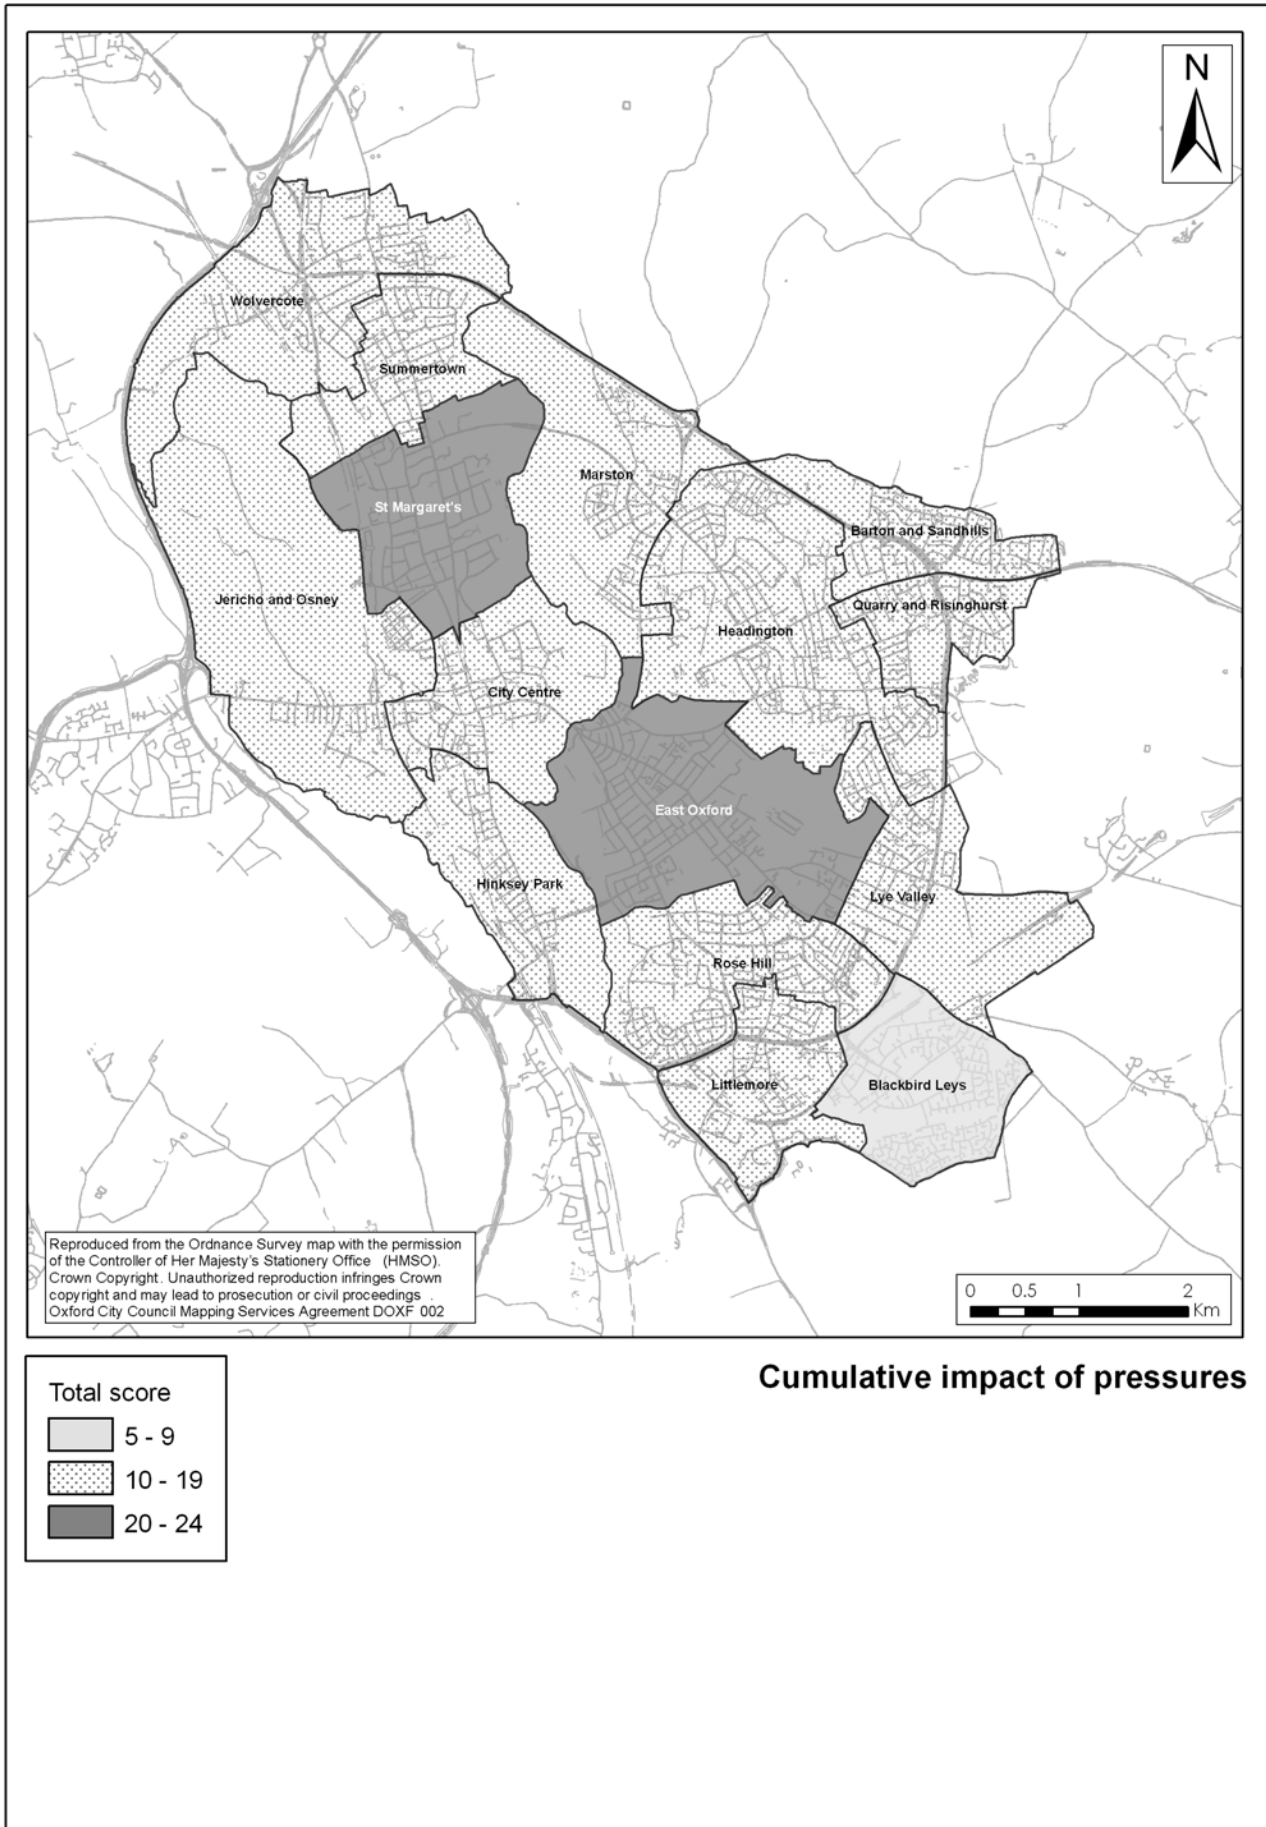 N
Wolvercote
Summertown
Marston
St Margaret's
Barton and Sandhills
Jericho and Osney
Quarry and Risinghurst
Headington
City Centre
East Oxford
Hinksey Park
Lye Valley
Rose Hill
Littlemore
Blackbird Leys
Reproduced from the Ordnance Survey map with the permission
of the Controller of Her Majesty's Stationery Office (HMSO).
Crown Copyright. Unauthorized reproduction infringes Crown
copyright and may lead to prosecution or civil proceedings .
Oxford City Council Mapping Services Agreement DOXF 002
0 0.5 1 2
Km
Cumulative impact of pressures
Total score
5 - 9
10 - 19
20 - 24